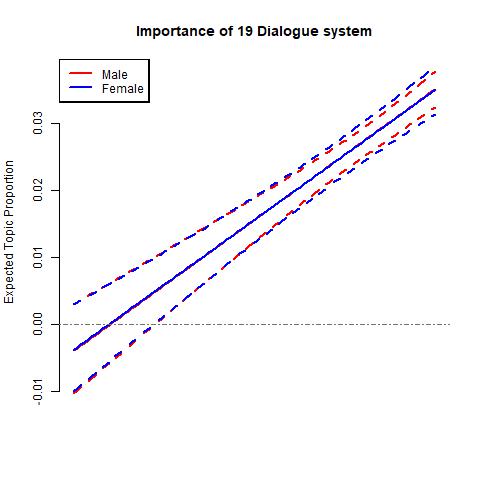 Importance of 19 Dialogue system
Male
Female
Expected Topic Proportion
0.03
0.02
0.01
0.00
-0.01